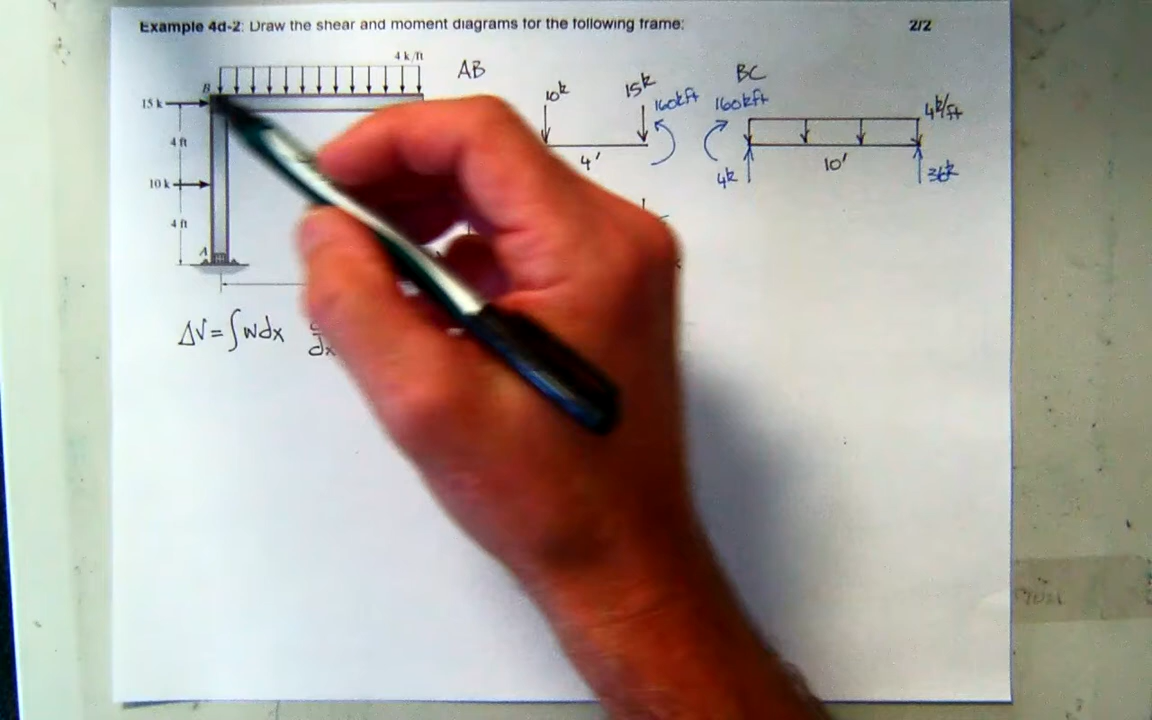 Example 4d-2: Draw the shear and moment diagrams for the following frame: 2/2
4 k/ft
B
15 k
4 ft
10 k
4 ft
A
AB
10k
15k
160kft
4'
BC
160kft
4k/ft
4k
10'
36k
ΔV=∫wdx
dx